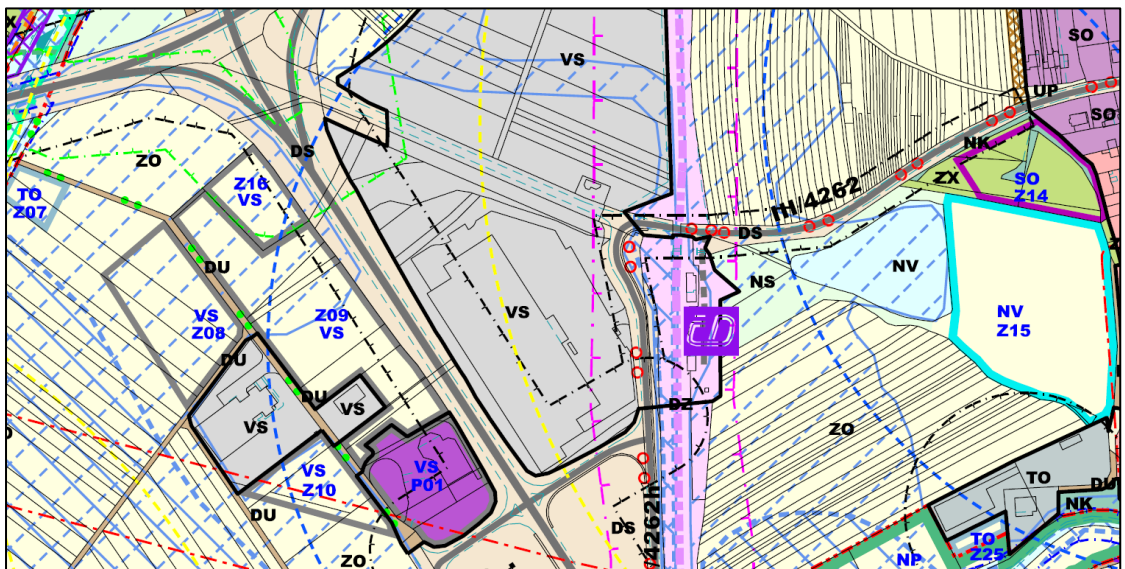 SO
VS
UP
SO
DS
NK
ZO
Z16
VS
ZX
SO
Z14
TO
Z07
III/4262
DS
DU
NS
NV
VS
Z08
Z09
VS
VS
NV
Z15
DU
DU
VS
DZ
VS
ZO
VS
Z10
VS
P01
TO
DU
NK
DU
/4262h
DS
TO
Z25
ZO
NP